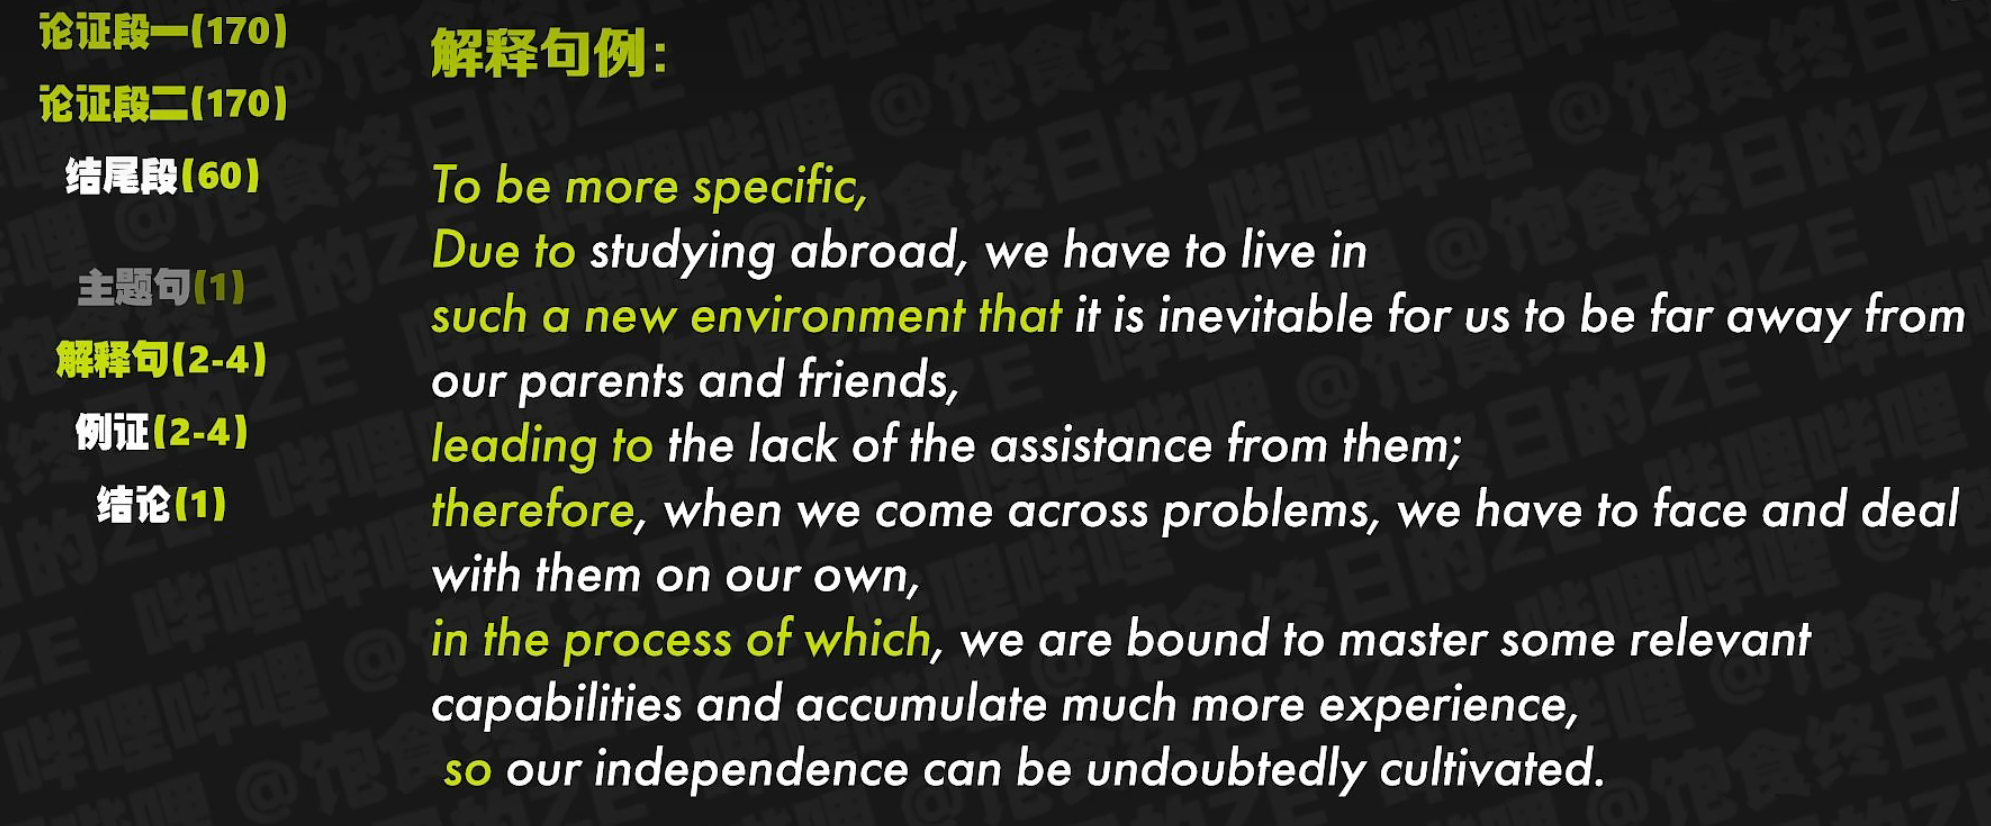 论证段一(170)
论证段二(170)
结尾段(60)
主题句(1)
解释句(2-4)
例证(2-4)
结论(1)
解释句例：
To be more specific,
Due to studying abroad, we have to live in
such a new environment that it is inevitable for us to be far away from
our parents and friends,
leading to the lack of the assistance from them;
therefore, when we come across problems, we have to face and deal
with them on our own,
in the process of which, we are bound to master some relevant
capabilities and accumulate much more experience,
so our independence can be undoubtedly cultivated.
哔哩哔哩 @饱食终日的ZE